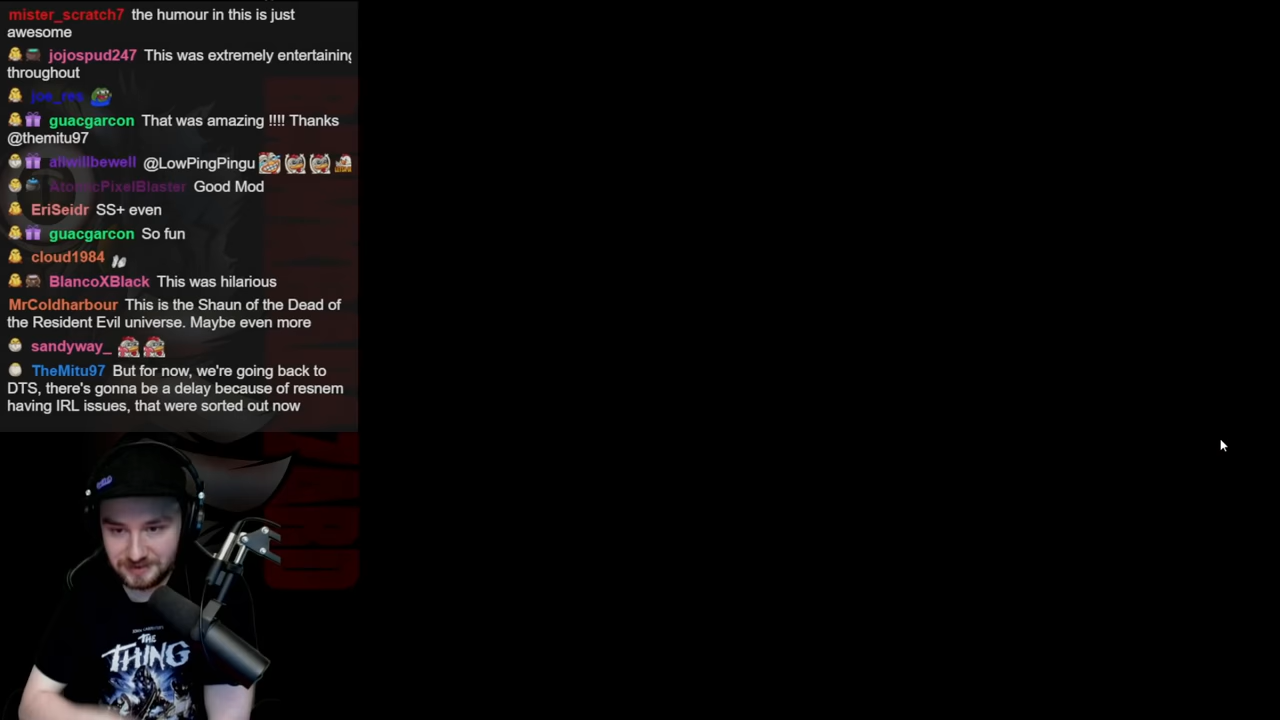 mister_scratch7 the humour in this is just
awesome
jojospud247 This was extremely entertaining
throughout
joe_res
guacgarcon That was amazing !!!! Thanks
@themitu97
allwillbewell @LowPingPingu
AtomicPixelBlaster Good Mod
EriSeidr SS+ even
guacgarcon So fun
cloud1984
BlancoXBlack This was hilarious
MrColdharbour This is the Shaun of the Dead of
the Resident Evil universe. Maybe even more
sandyway_
TheMitu97 But for now, we're going back to
DTS, there's gonna be a delay because of resnem
having IRL issues, that were sorted out now
THE
THING